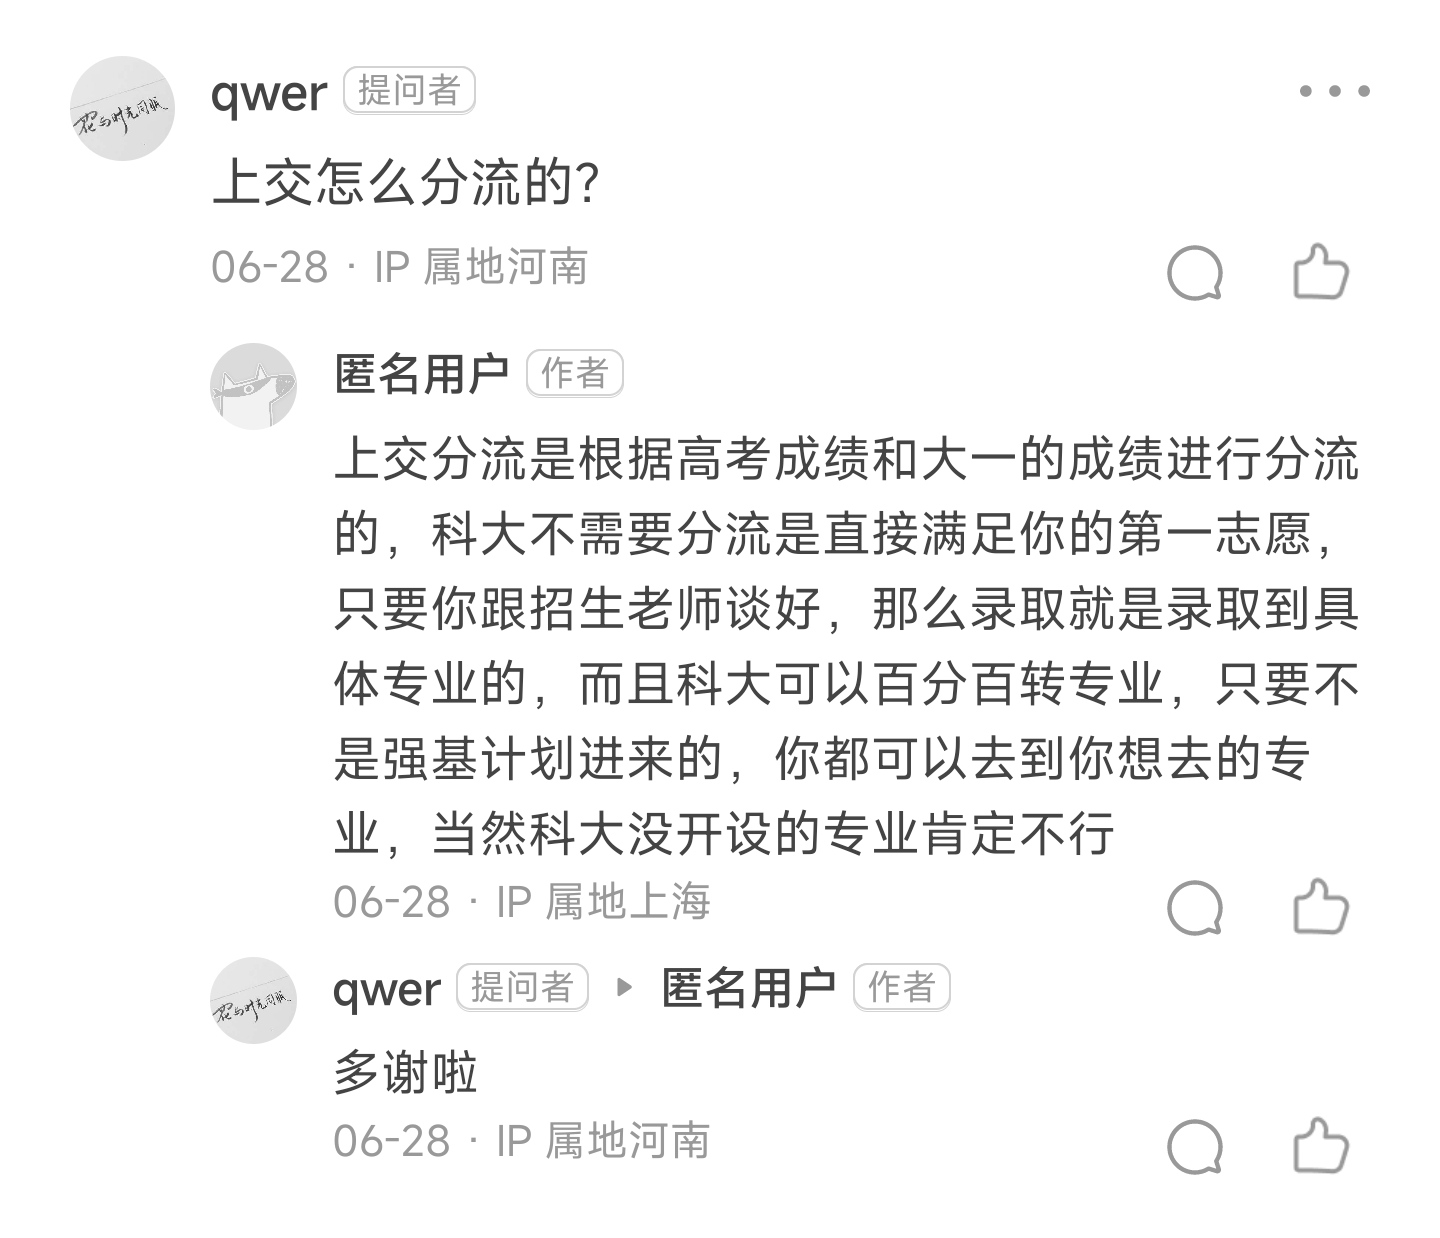 qwer 提问者
上交怎么分流的?
06-28 · IP 属地河南
匿名用户 作者
上交分流是根据高考成绩和大一的成绩进行分流
的，科大不需要分流是直接满足你的第一志愿，
只要你跟招生老师谈好，那么录取就是录取到具
体专业的，而且科大可以百分百转专业，只要不
是强基计划进来的，你都可以去到你想去的专
业，当然科大没开设的专业肯定不行
06-28 · IP 属地上海
qwer 提问者 ▸ 匿名用户 作者
多谢啦
06-28 · IP 属地河南